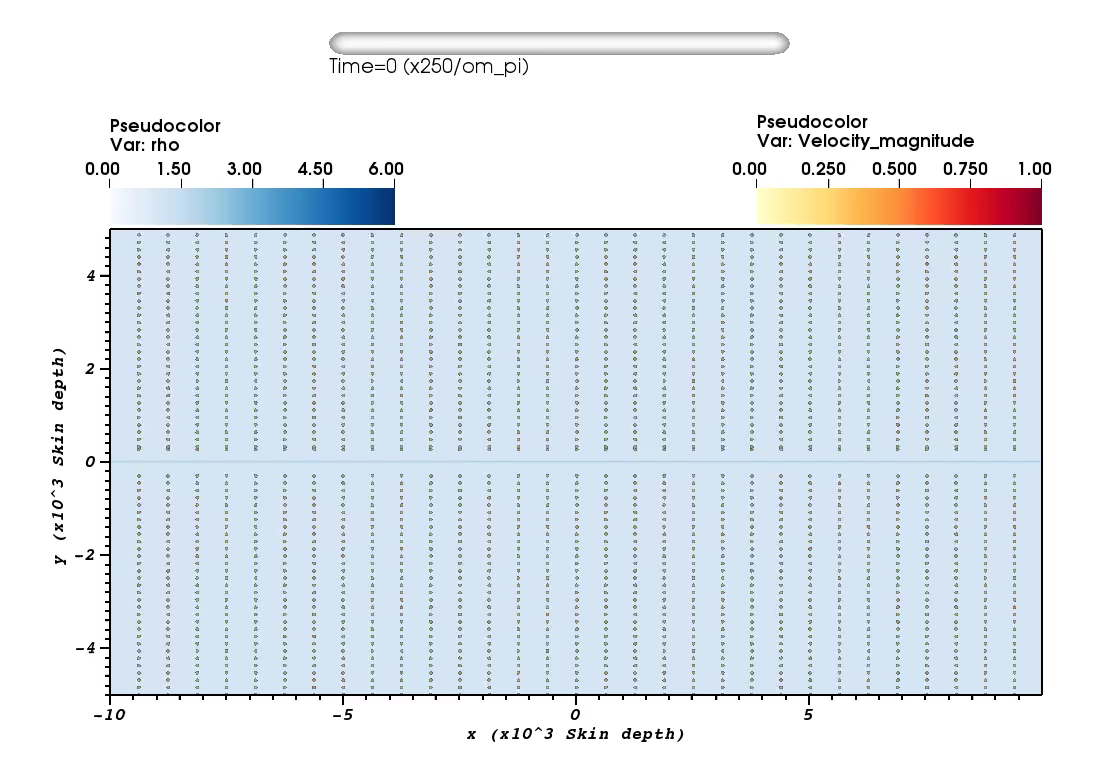 Time=0 (x250/om_pi)
Pseudocolor
Var: rho
0.00 1.50 3.00 4.50 6.00
Pseudocolor
Var: Velocity_magnitude
0.00 0.250 0.500 0.750 1.00
4
2
0
-2
-4
y (x10^3 Skin depth)
-10 -5 0 5
x (x10^3 Skin depth)